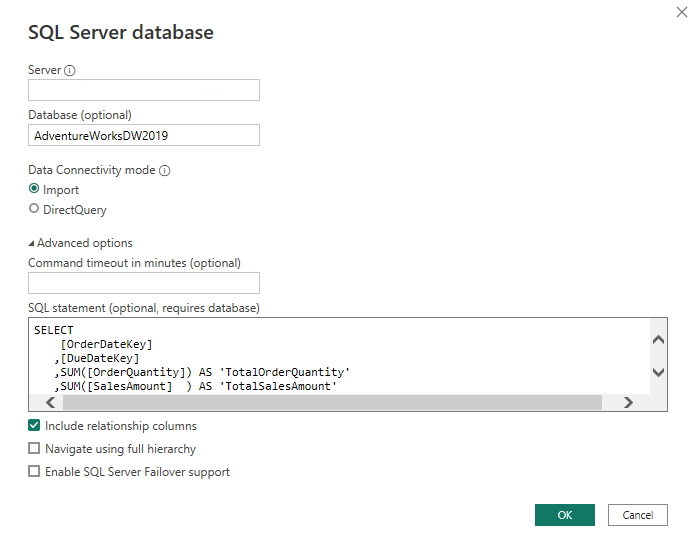 SQL Server database
Server
Database (optional)
AdventureWorksDW2019
Data Connectivity mode
Import
DirectQuery
Advanced options
Command timeout in minutes (optional)
SQL statement (optional, requires database)
SELECT
[OrderDateKey]
,[DueDateKey]
,SUM([OrderQuantity]) AS 'TotalOrderQuantity'
,SUM([SalesAmount]  ) AS 'TotalSalesAmount'
Include relationship columns
Navigate using full hierarchy
Enable SQL Server Failover support
OK
Cancel